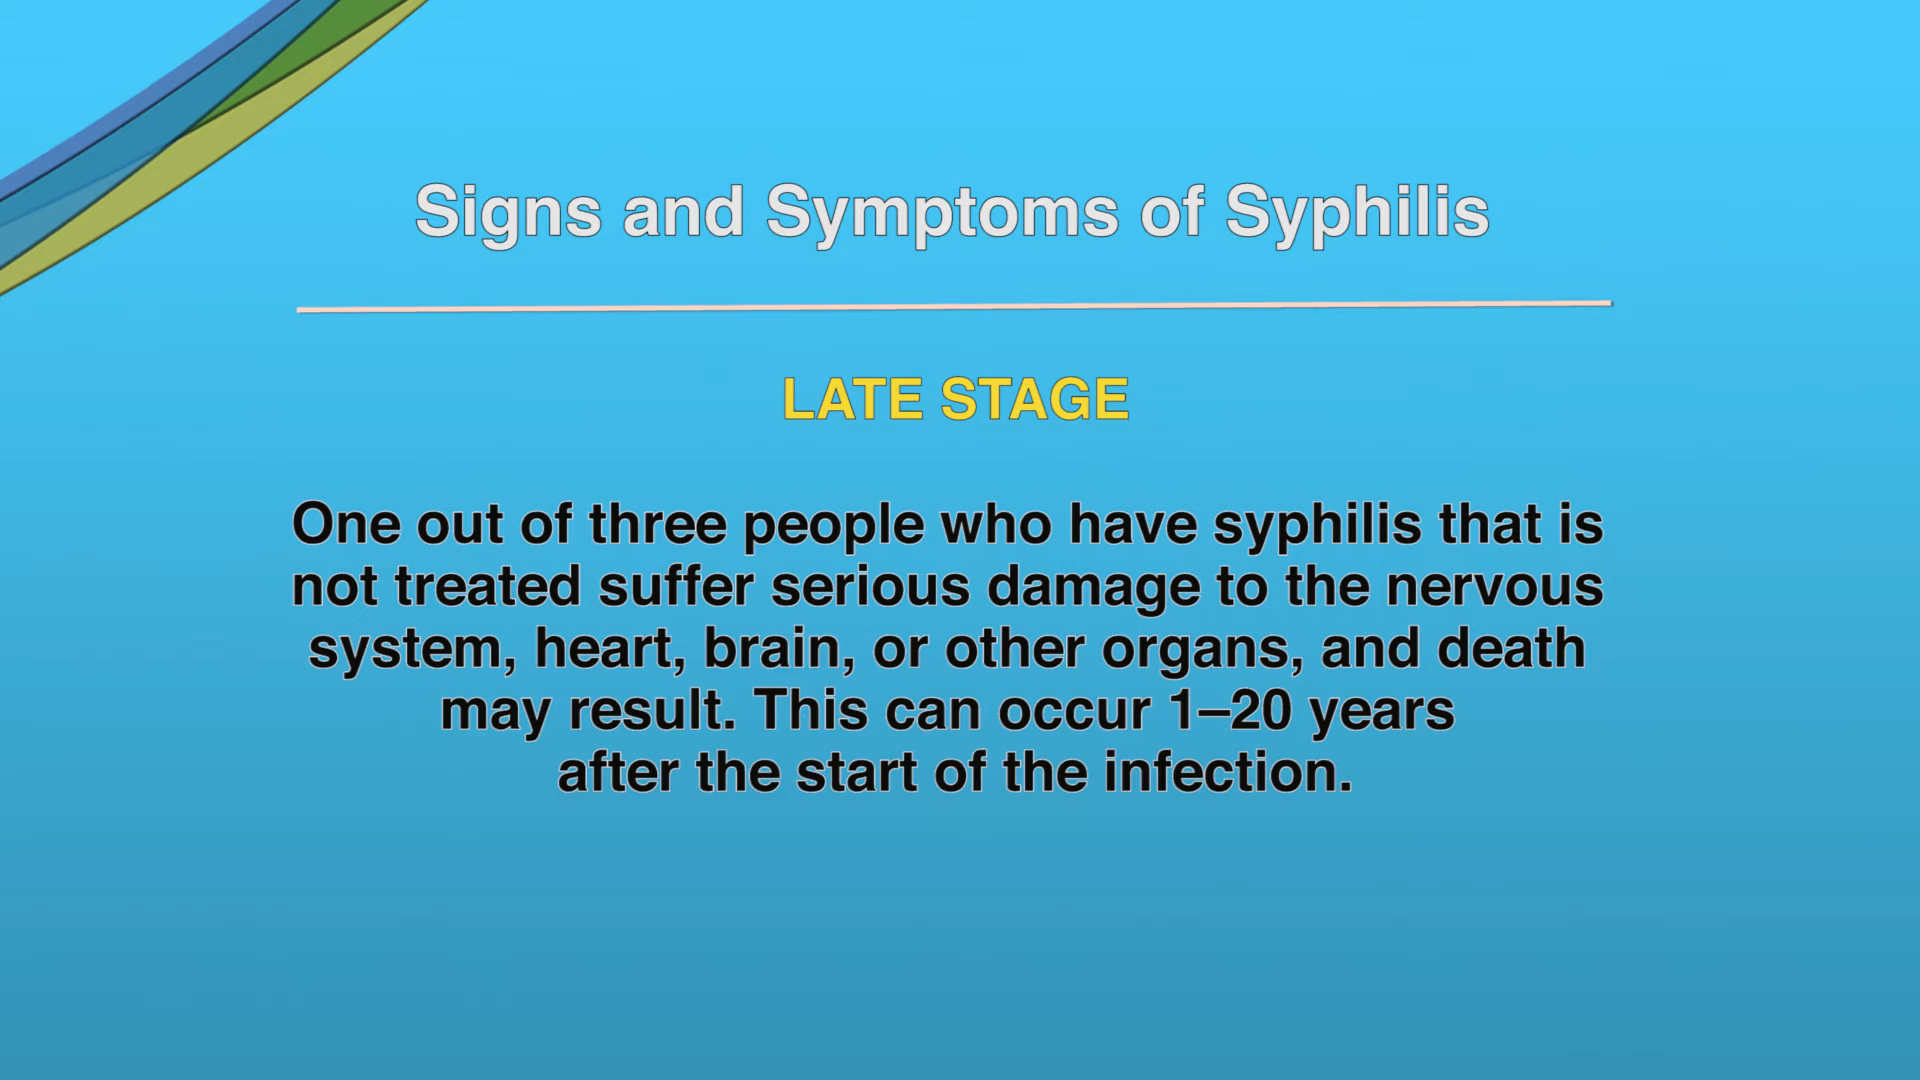 Signs and Symptoms of Syphilis
LATE STAGE
One out of three people who have syphilis that is
not treated suffer serious damage to the nervous
system, heart, brain, or other organs, and death
may result. This can occur 1–20 years
after the start of the infection.